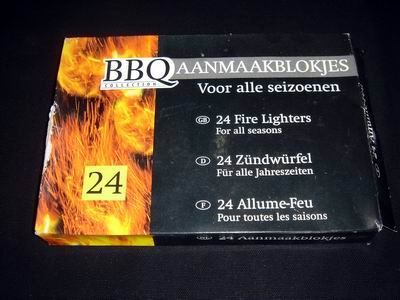 BBQ AANMAAKBLOKJES
COLLECTION
Voor alle seizoenen
GB 24 Fire Lighters
For all seasons
D 24 Zündwürfel
Für alle Jahreszeiten
F 24 Allume-Feu
Pour toutes les saisons
24
24 Aanmaakblokjes